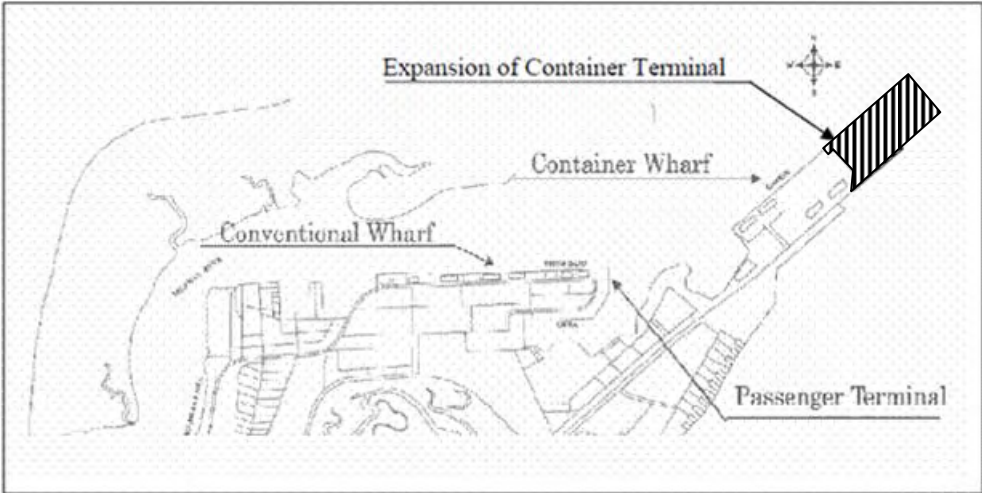 N
W E
S
Expansion of Container Terminal
Container Wharf
Conventional Wharf
Passenger Terminal